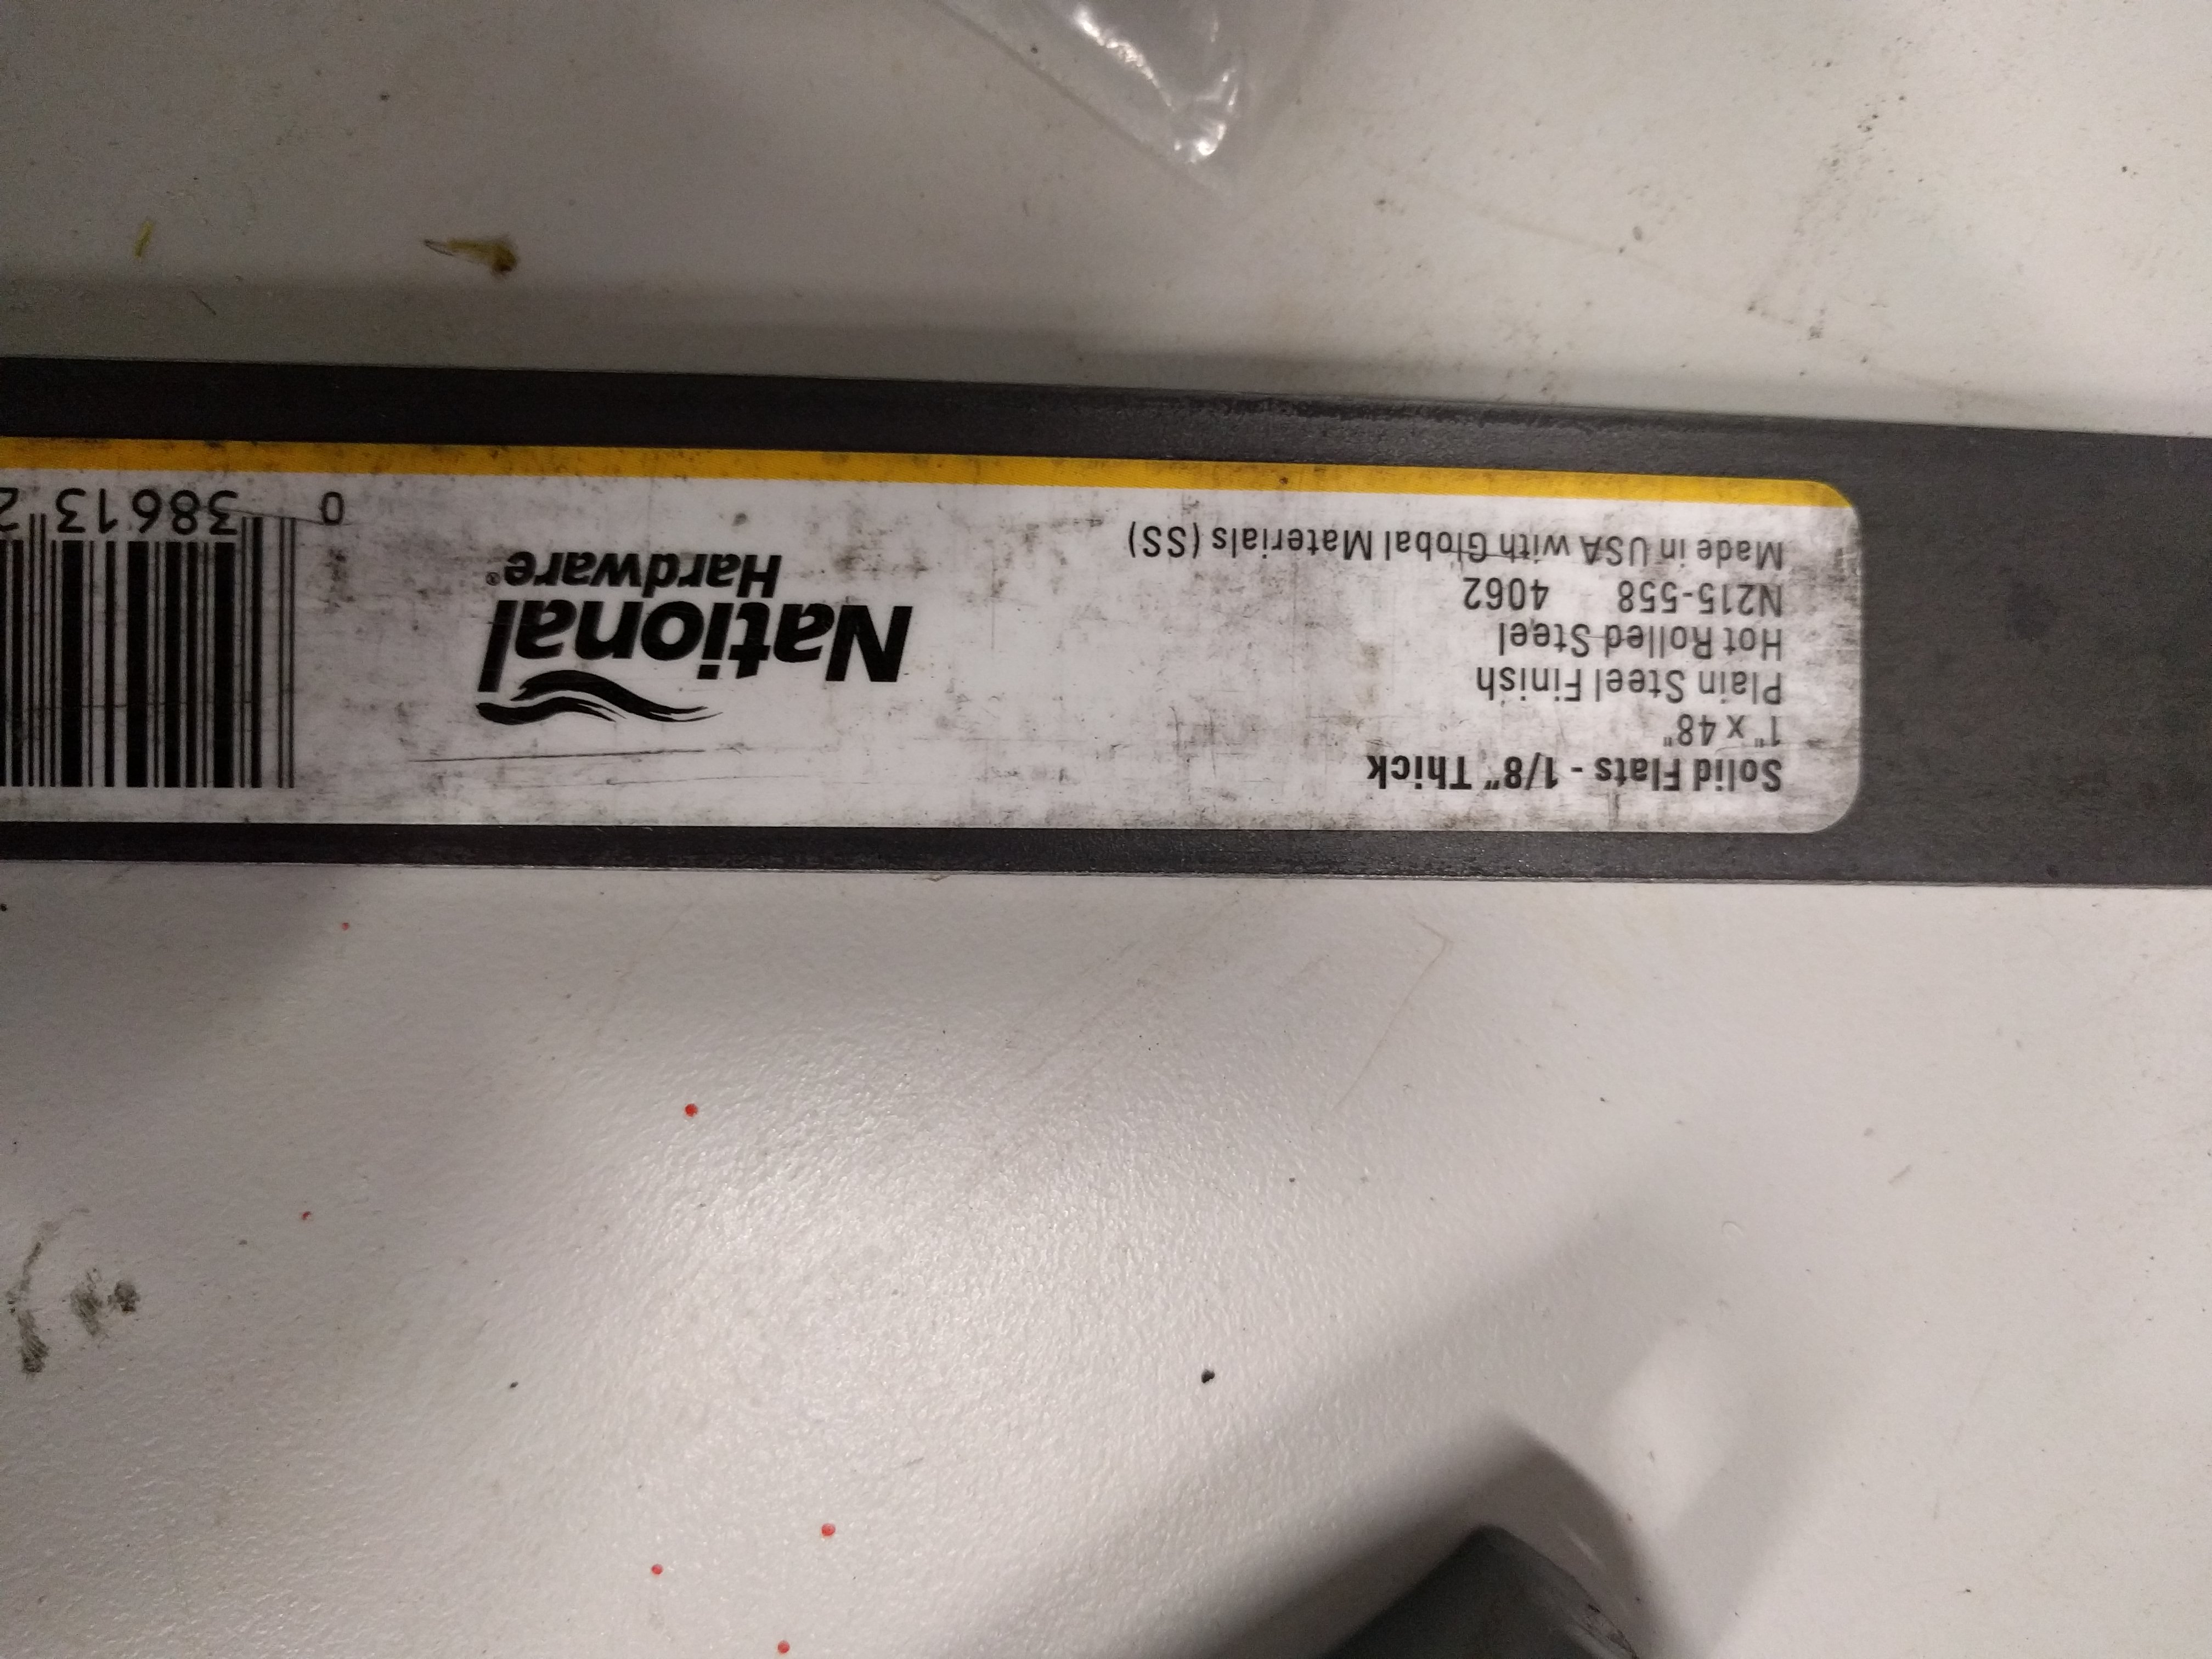 Solid Flats - 1/8" Thick
1" x 48"
Plain Steel Finish
Hot Rolled Steel
N215-558 4062
Made in USA with Global Materials (SS)
National
Hardware®
0 38613 2